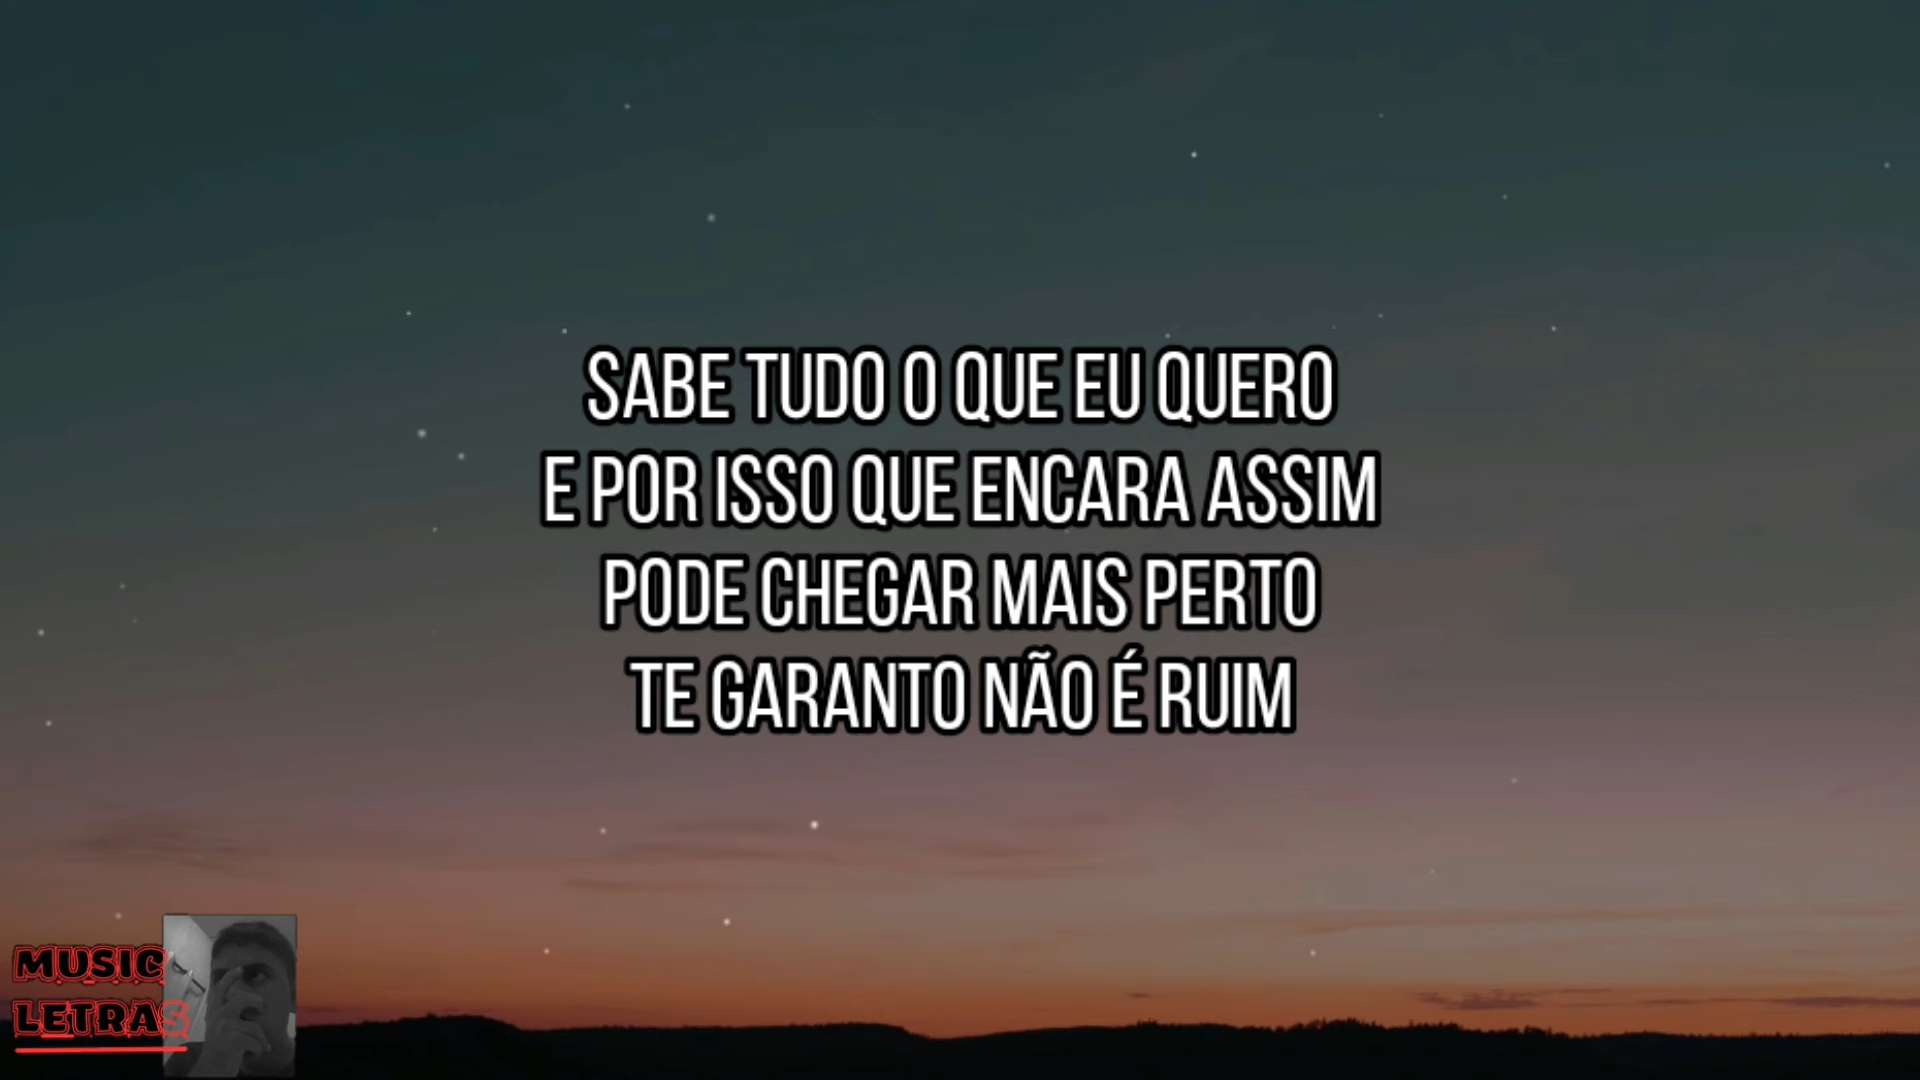 SABE TUDO O QUE EU QUERO
E POR ISSO QUE ENCARA ASSIM
PODE CHEGAR MAIS PERTO
TE GARANTO NÃO É RUIM
MUSIC
LETRAS